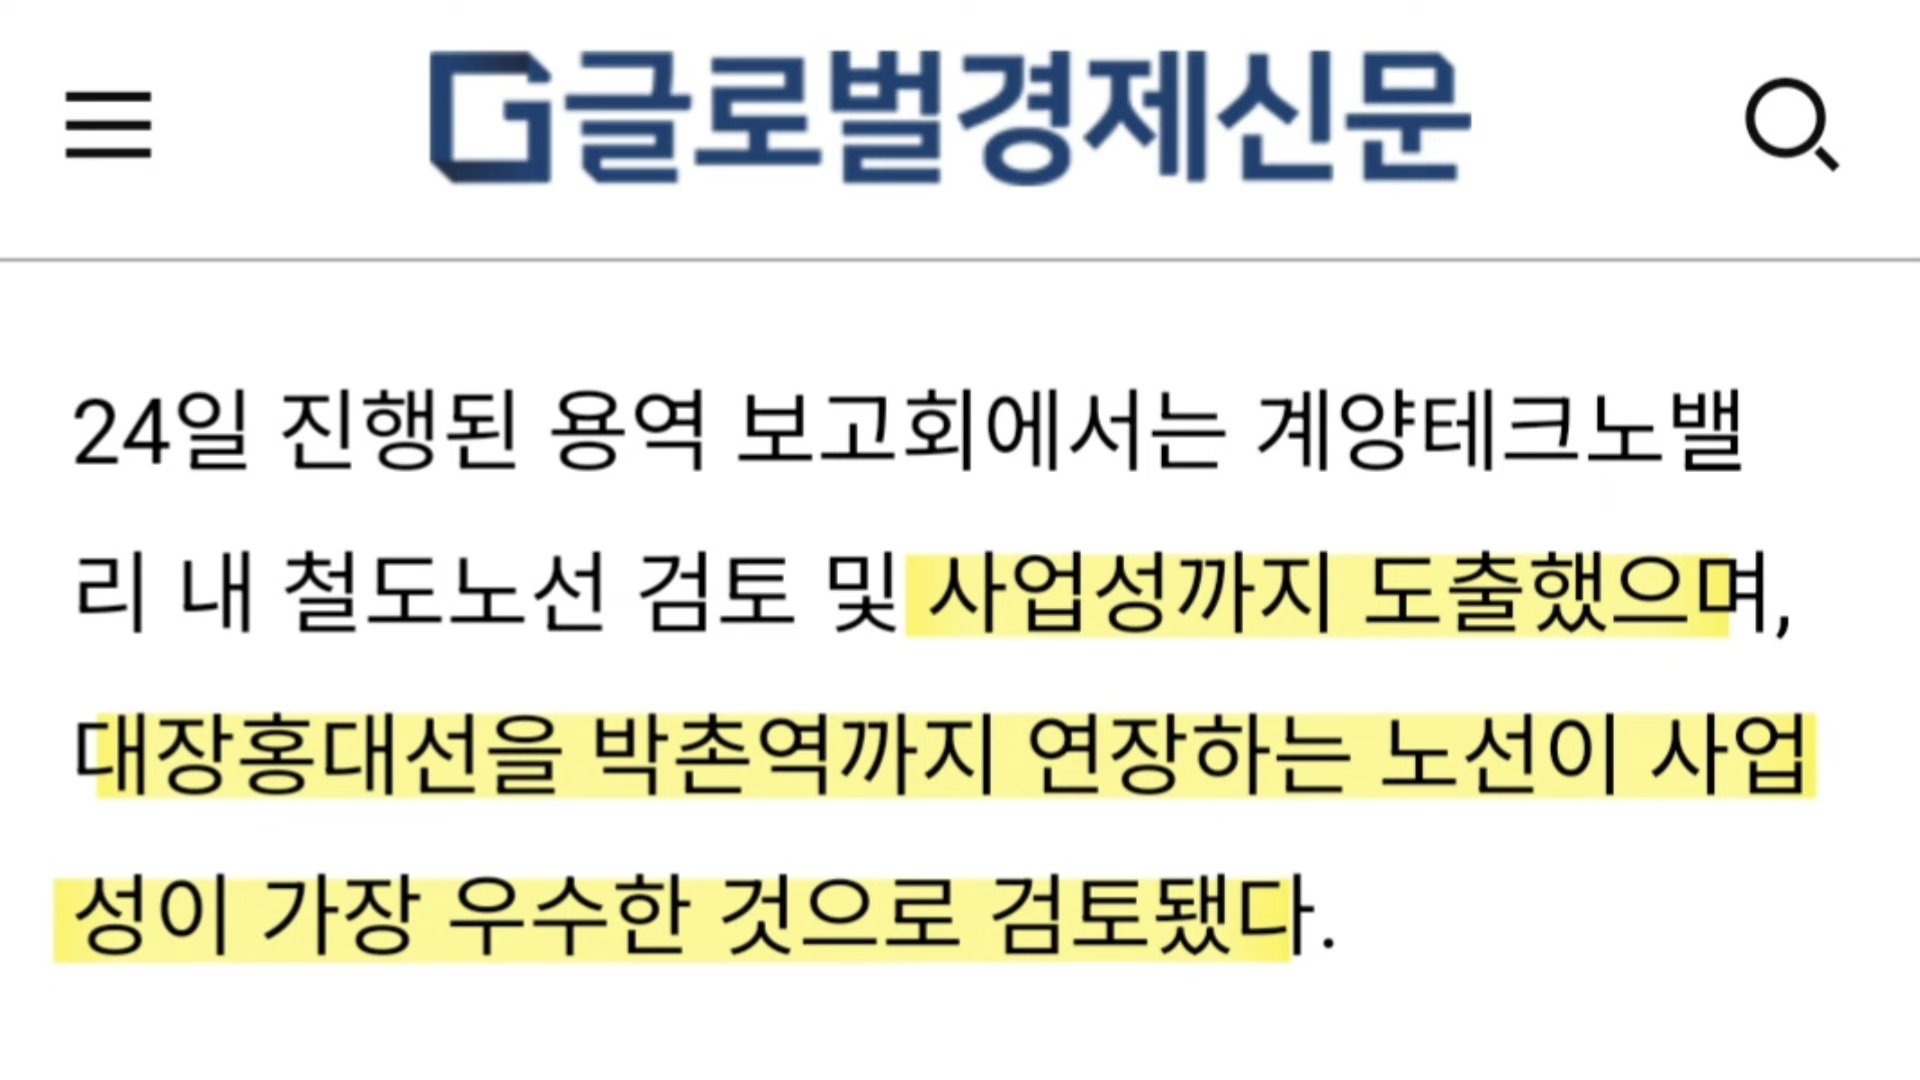 글로벌경제신문
24일 진행된 용역 보고회에서는 계양테크노밸
리 내 철도노선 검토 및 사업성까지 도출했으며,
대장홍대선을 박촌역까지 연장하는 노선이 사업
성이 가장 우수한 것으로 검토됐다.